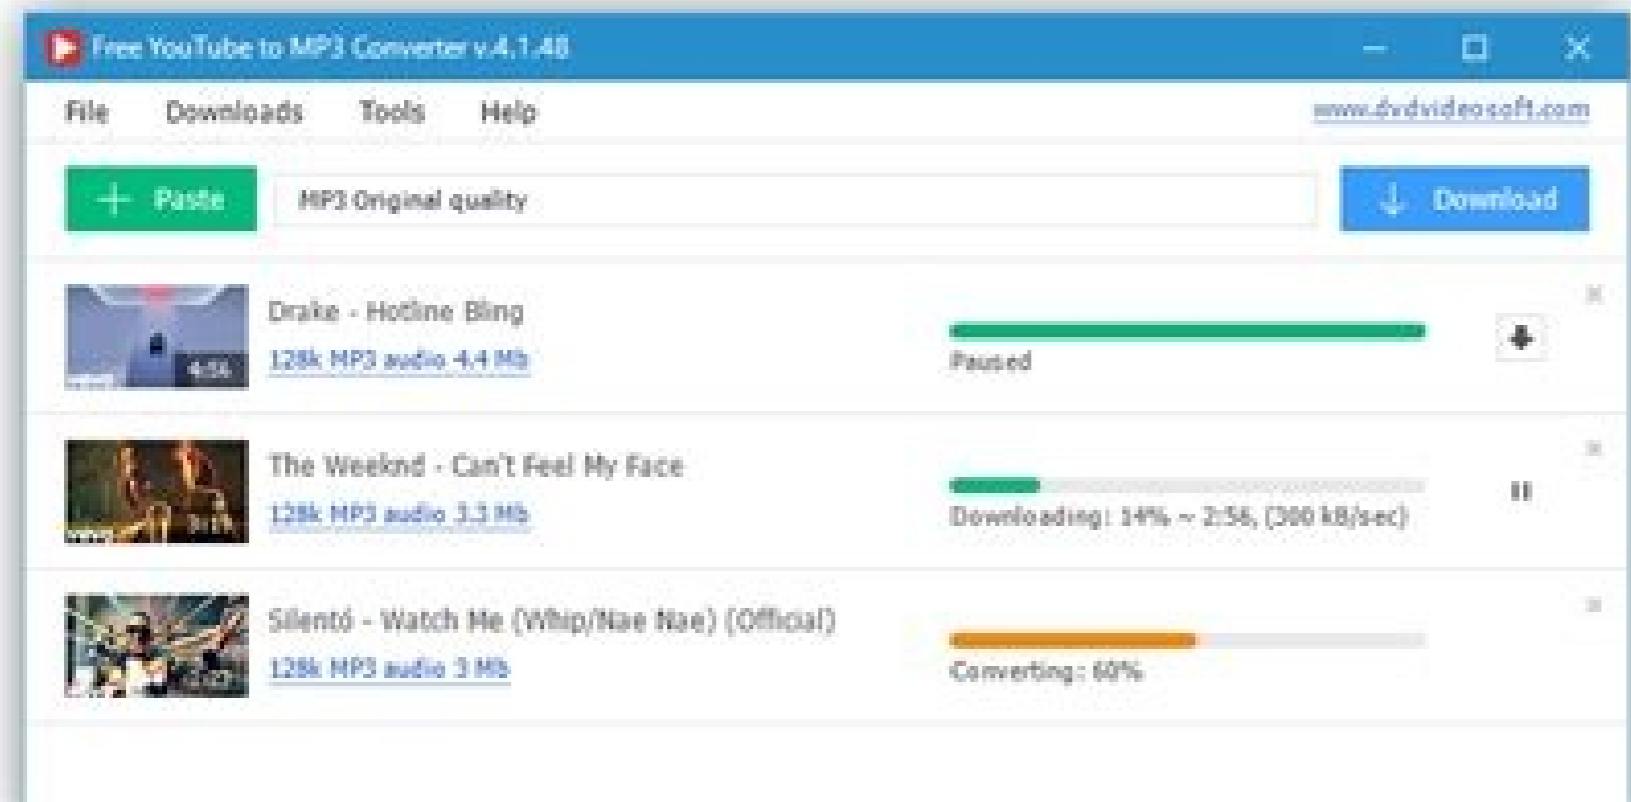 Free YouTube to MP3 Converter v.4.1.48
File Downloads Tools Help www.dvdvideosoft.com
+ Paste MP3 Original quality Download
Drake - Hotline Bling
4:56
128k MP3 audio 4.4 Mb
Paused
The Weeknd - Can't Feel My Face
128k MP3 audio 3.3 Mb
Downloading: 14% ~ 2:56, (300 kB/sec)
Silentó - Watch Me (Whip/Nae Nae) (Official)
128k MP3 audio 3 Mb
Converting: 60%